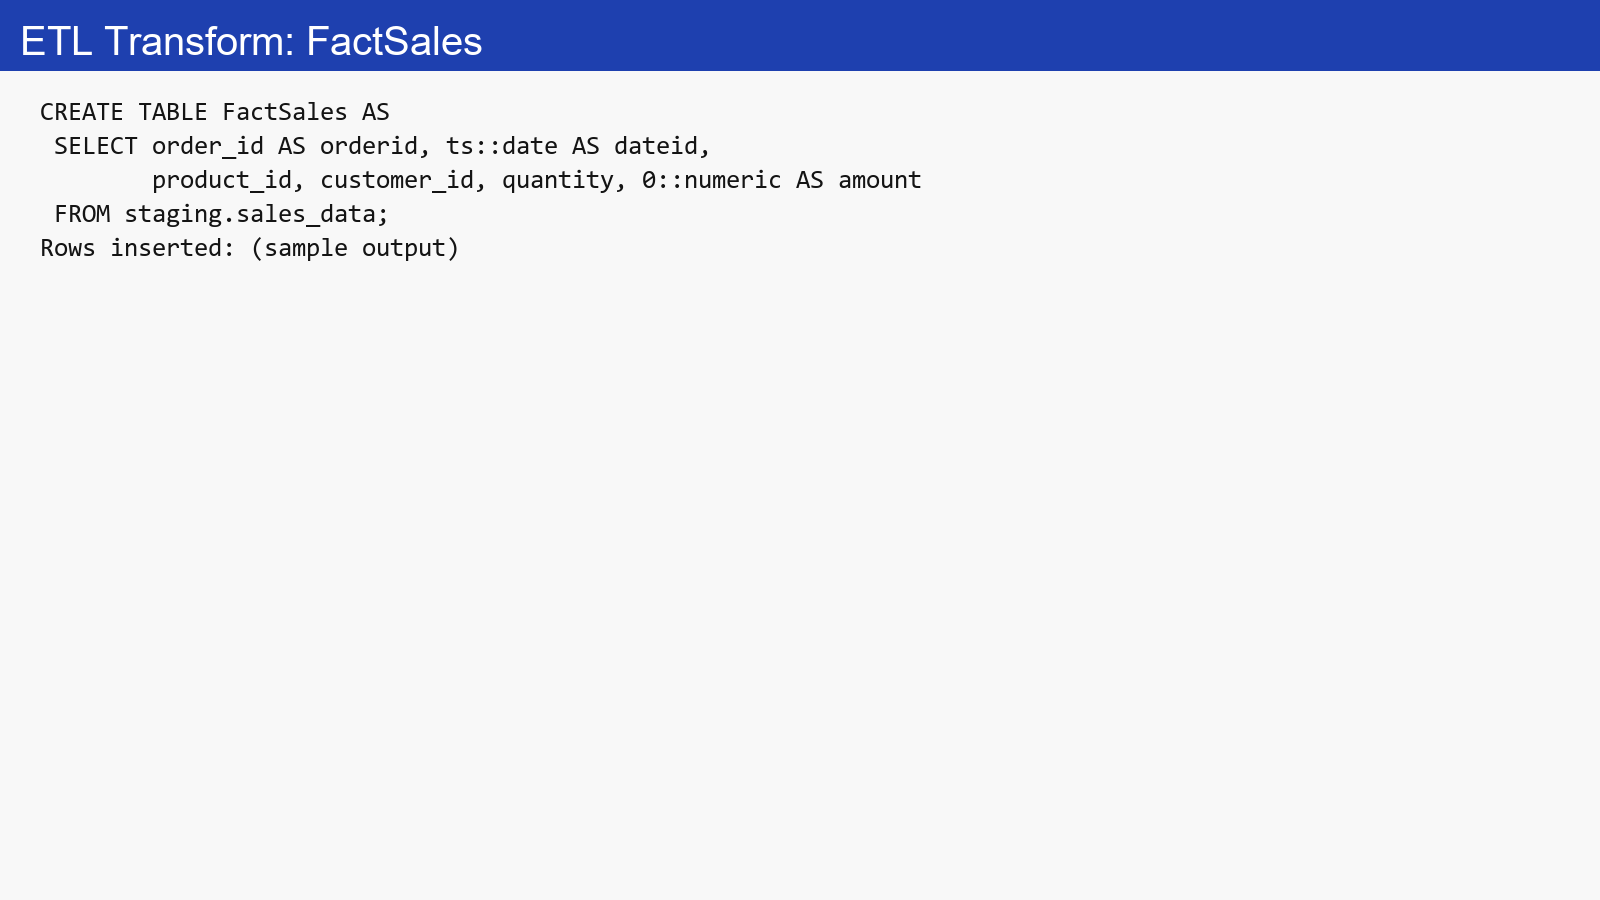 ETL Transform: FactSales
CREATE TABLE FactSales AS
 SELECT order_id AS orderid, ts::date AS dateid,
        product_id, customer_id, quantity, 0::numeric AS amount
 FROM staging.sales_data;
Rows inserted: (sample output)